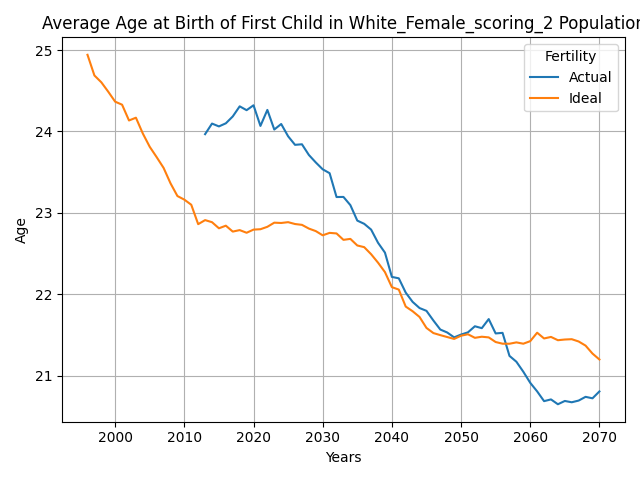 Average Age at Birth of First Child in White_Female_scoring_2 Population
Fertility
Actual
Ideal
Age
25
24
23
22
21
2000 2010 2020 2030 2040 2050 2060 2070
Years